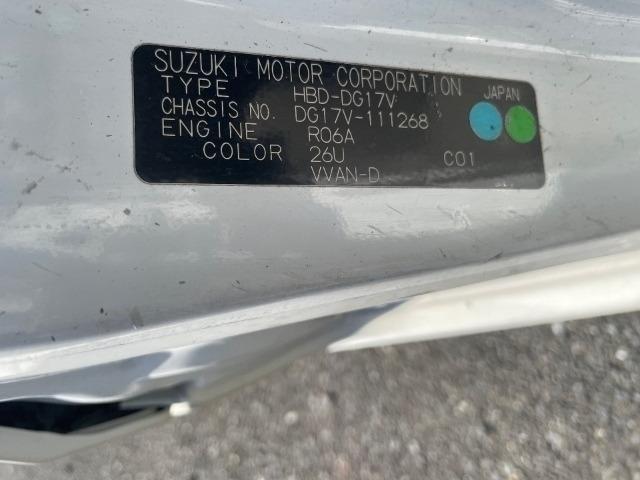 SUZUKI MOTOR CORPORATION
TYPE HBD-DG17V JAPAN
CHASSIS NO. DG17V-111268
ENGINE R06A
COLOR 26U C01
VVAN-D